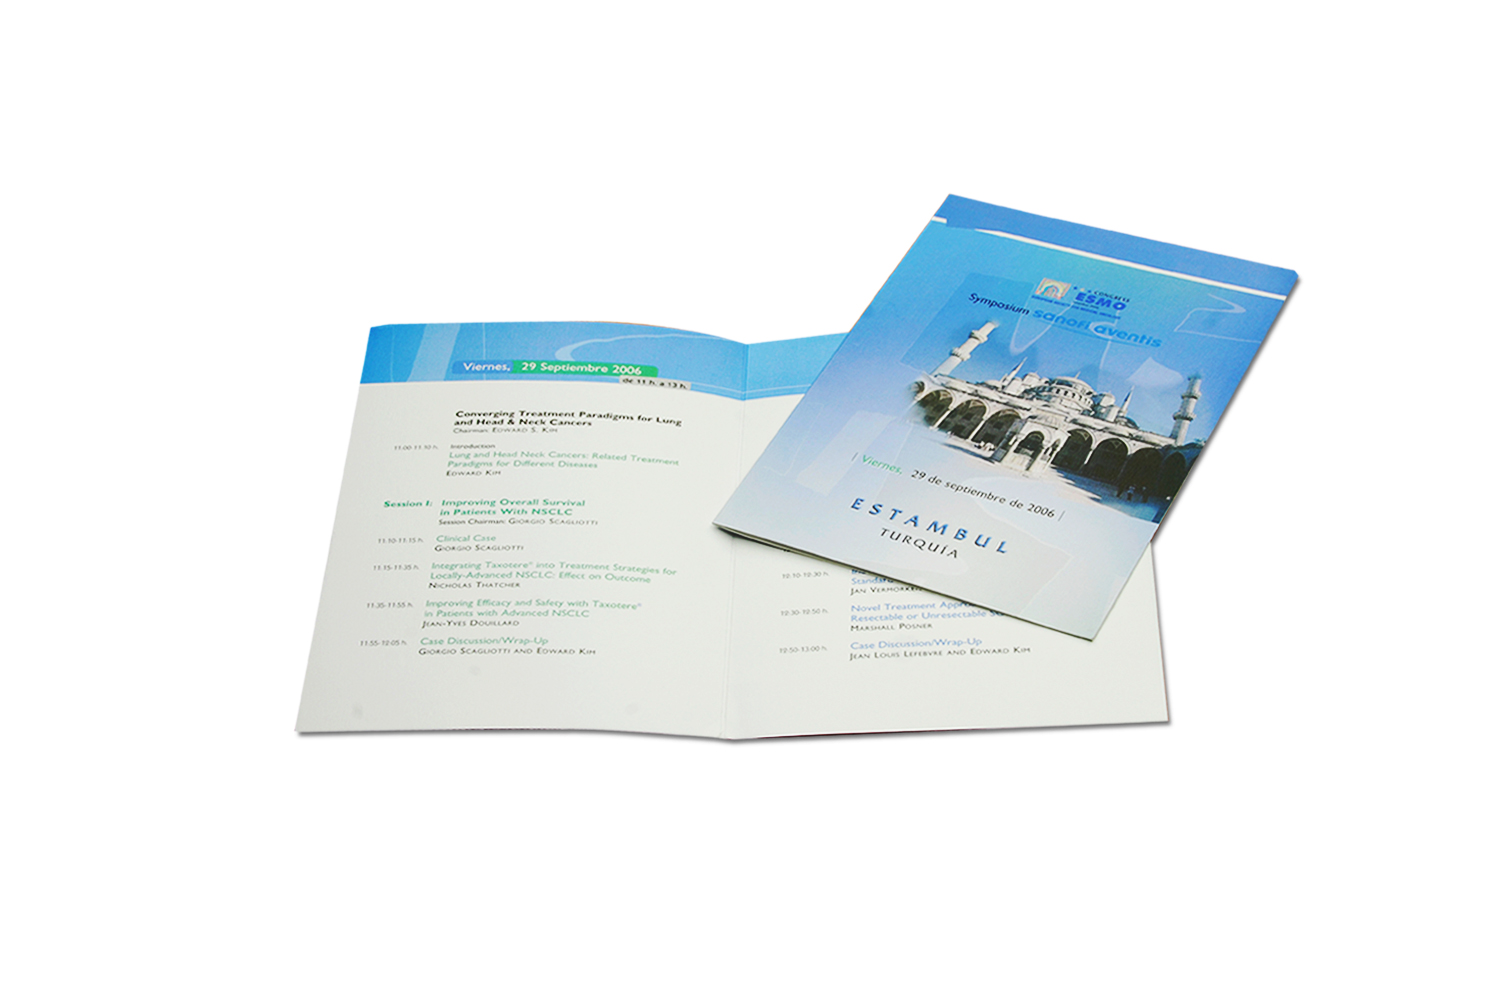 Viernes, 29 Septiembre 2006
de 11 h. a 13 h.
Converging Treatment Paradigms for Lung
and Head & Neck Cancers
Chairman: EDWARD S. KIM
11.00-11.10 h. Introduction
Lung and Head Neck Cancers: Related Treatment
Paradigms for Different Diseases
EDWARD KIM
Session I: Improving Overall Survival
in Patients With NSCLC
Session Chairman: GIORGIO SCAGLIOTTI
11.10-11.15 h. Clinical Case
GIORGIO SCAGLIOTTI
11.15-11.35 h. Integrating Taxotere® into Treatment Strategies for
Locally-Advanced NSCLC: Effect on Outcome
NICHOLAS THATCHER
11.35-11.55 h. Improving Efficacy and Safety with Taxotere®
in Patients with Advanced NSCLC
JEAN-YVES DOUILLARD
11.55-12.05 h. Case Discussion/Wrap-Up
GIORGIO SCAGLIOTTI AND EDWARD KIM
12.10-12.30 h.
JAN VERMORKEN
12.30-12.50 h. Novel Treatment
Resectable or Unresectable
MARSHALL POSNER
12.50-13.00 h. Case Discussion/Wrap-Up
JEAN LOUIS LEFEBVRE AND EDWARD KIM
CONGRESS
ESMO
Symposium sanofi aventis
| Viernes, 29 de septiembre de 2006 |
ESTAMBUL
TURQUÍA